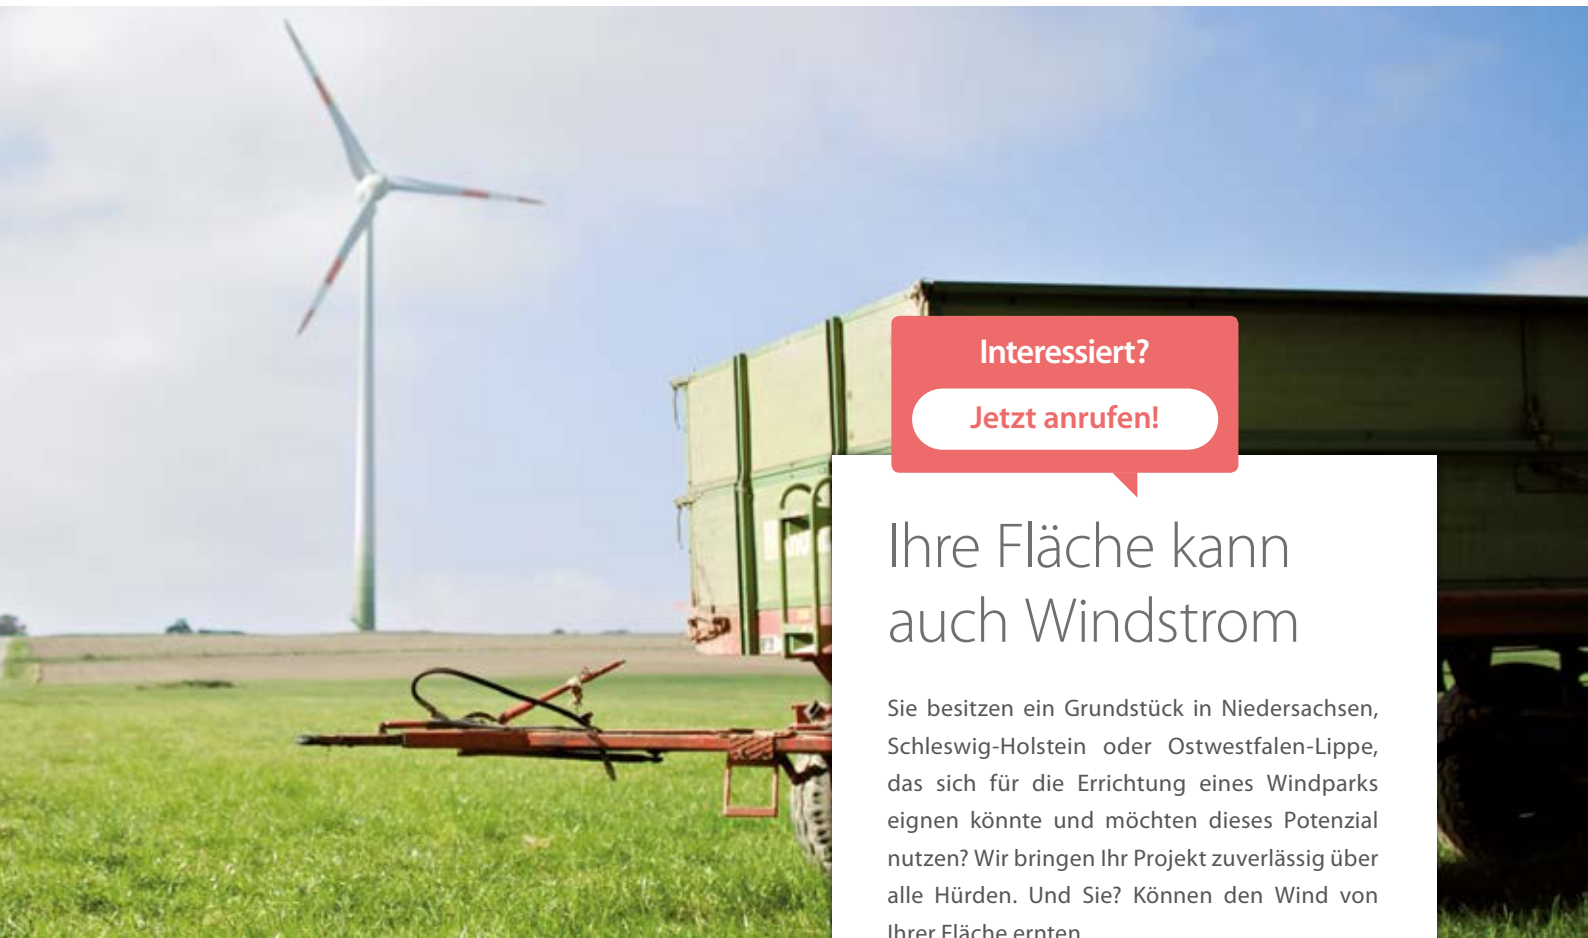 Interessiert?
Jetzt anrufen!
Ihre Fläche kann
auch Windstrom
Sie besitzen ein Grundstück in Niedersachsen,
Schleswig-Holstein oder Ostwestfalen-Lippe,
das sich für die Errichtung eines Windparks
eignen könnte und möchten dieses Potenzial
nutzen? Wir bringen Ihr Projekt zuverlässig über
alle Hürden. Und Sie? Können den Wind von
Ihrer Fläche ernten